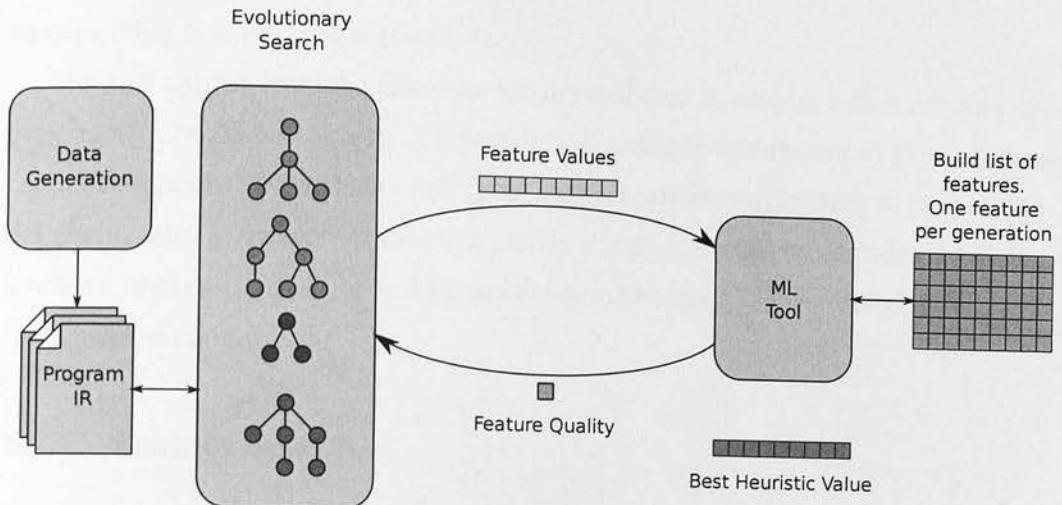 Evolutionary
Search
Data
Generation
Program
IR
Feature Values
Feature Quality
ML
Tool
Build list of
features.
One feature
per generation
Best Heuristic Value